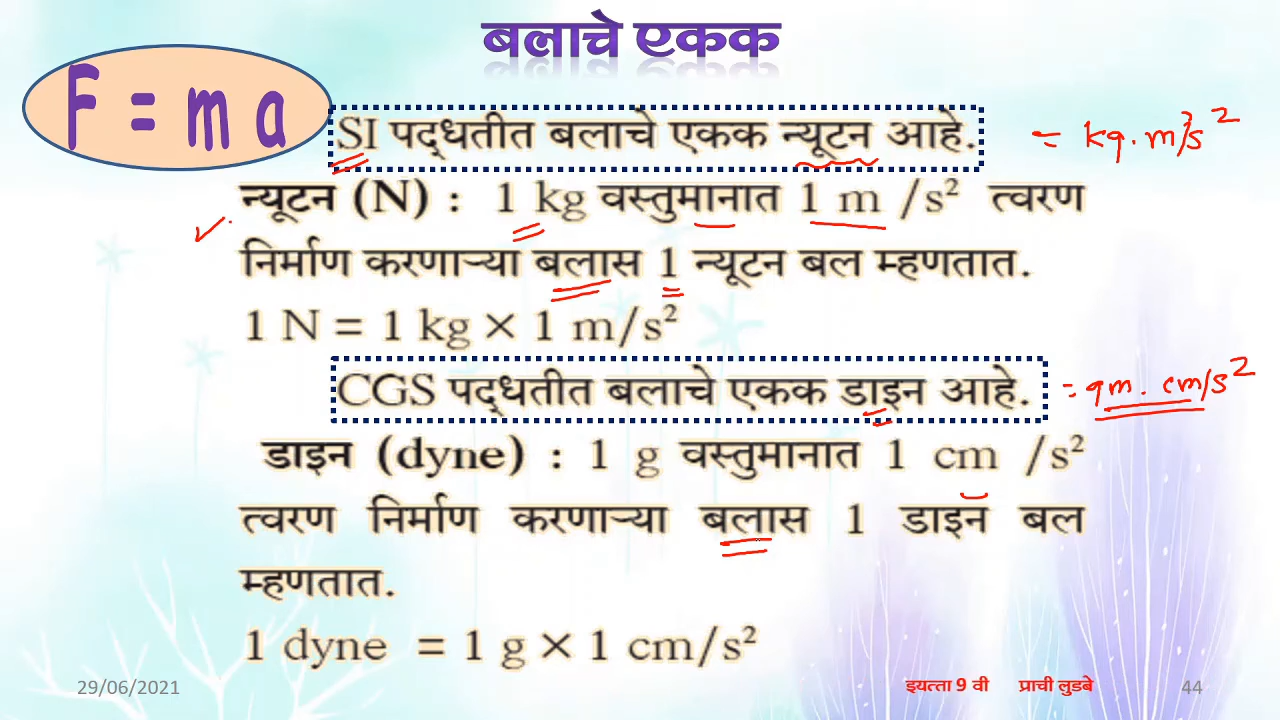 बलाचे एकक
F = m a
SI पद्धतीत बलाचे एकक न्यूटन आहे.
= kg.m/s²
न्यूटन (N) : 1 kg वस्तुमानात 1 m /s² त्वरण
निर्माण करणाऱ्या बलास 1 न्यूटन बल म्हणतात.
1 N = 1 kg × 1 m/s²
CGS पद्धतीत बलाचे एकक डाइन आहे.
= gm. cm/s²
डाइन (dyne) : 1 g वस्तुमानात 1 cm /s²
त्वरण निर्माण करणाऱ्या बलास 1 डाइन बल
म्हणतात.
1 dyne = 1 g × 1 cm/s²
29/06/2021
इयत्ता 9 वी प्राची लुडबे
44